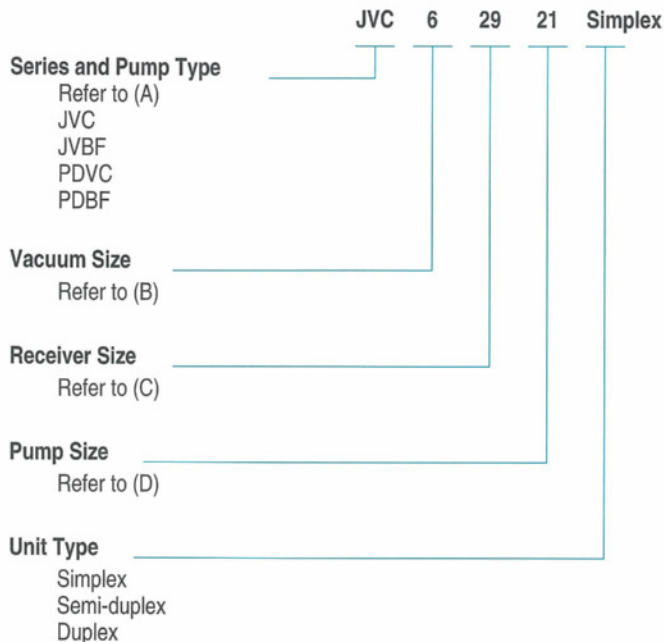 JVC 6 29 21 Simplex
Series and Pump Type
Refer to (A)
JVC
JVBF
PDVC
PDBF
Vacuum Size
Refer to (B)
Receiver Size
Refer to (C)
Pump Size
Refer to (D)
Unit Type
Simplex
Semi-duplex
Duplex